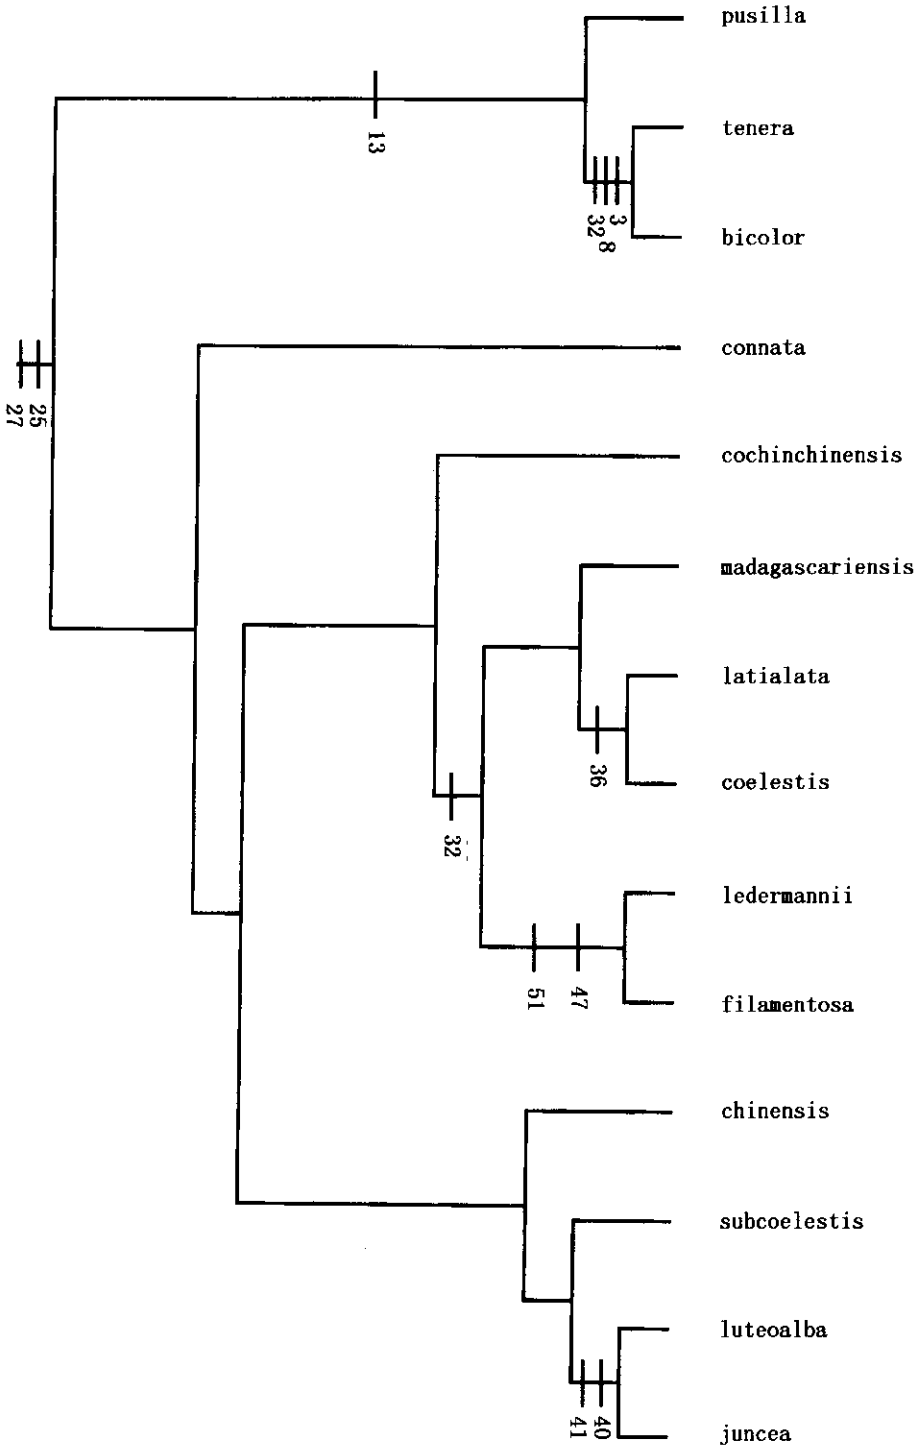 pusilla
13
tenera
3
8
32
bicolor
connata
25
27
cochinchinensis
madagascariensis
latialata
36
coelestis
32
ledermannii
47
51
filamentosa
chinensis
subcoelestis
luteoalba
40
41
juncea